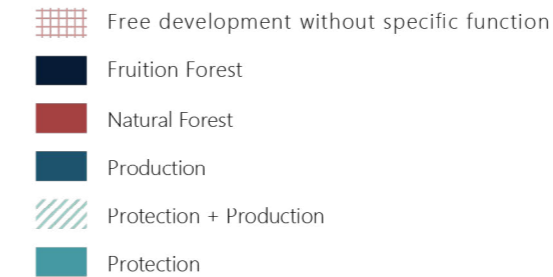 Free development without specific function
Fruition Forest
Natural Forest
Production
Protection + Production
Protection